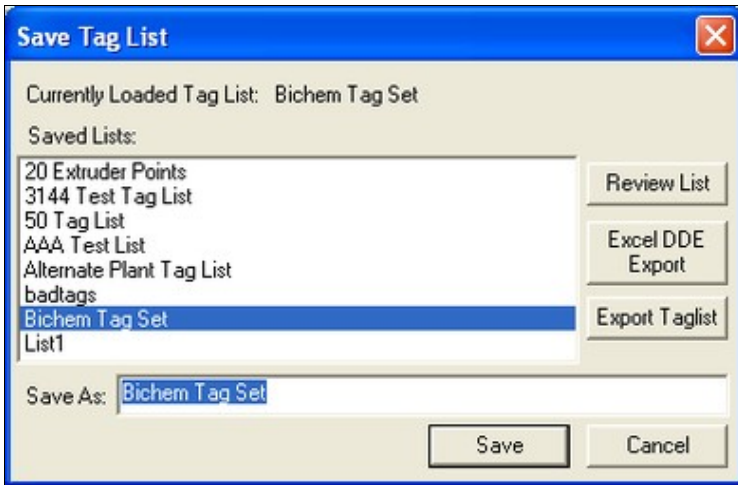 Save Tag List
Currently Loaded Tag List: Bichem Tag Set
Saved Lists:
20 Extruder Points
3144 Test Tag List
50 Tag List
AAA Test List
Alternate Plant Tag List
badtags
Bichem Tag Set
List1
Review List
Excel DDE
Export
Export Taglist
Save As: Bichem Tag Set
Save Cancel